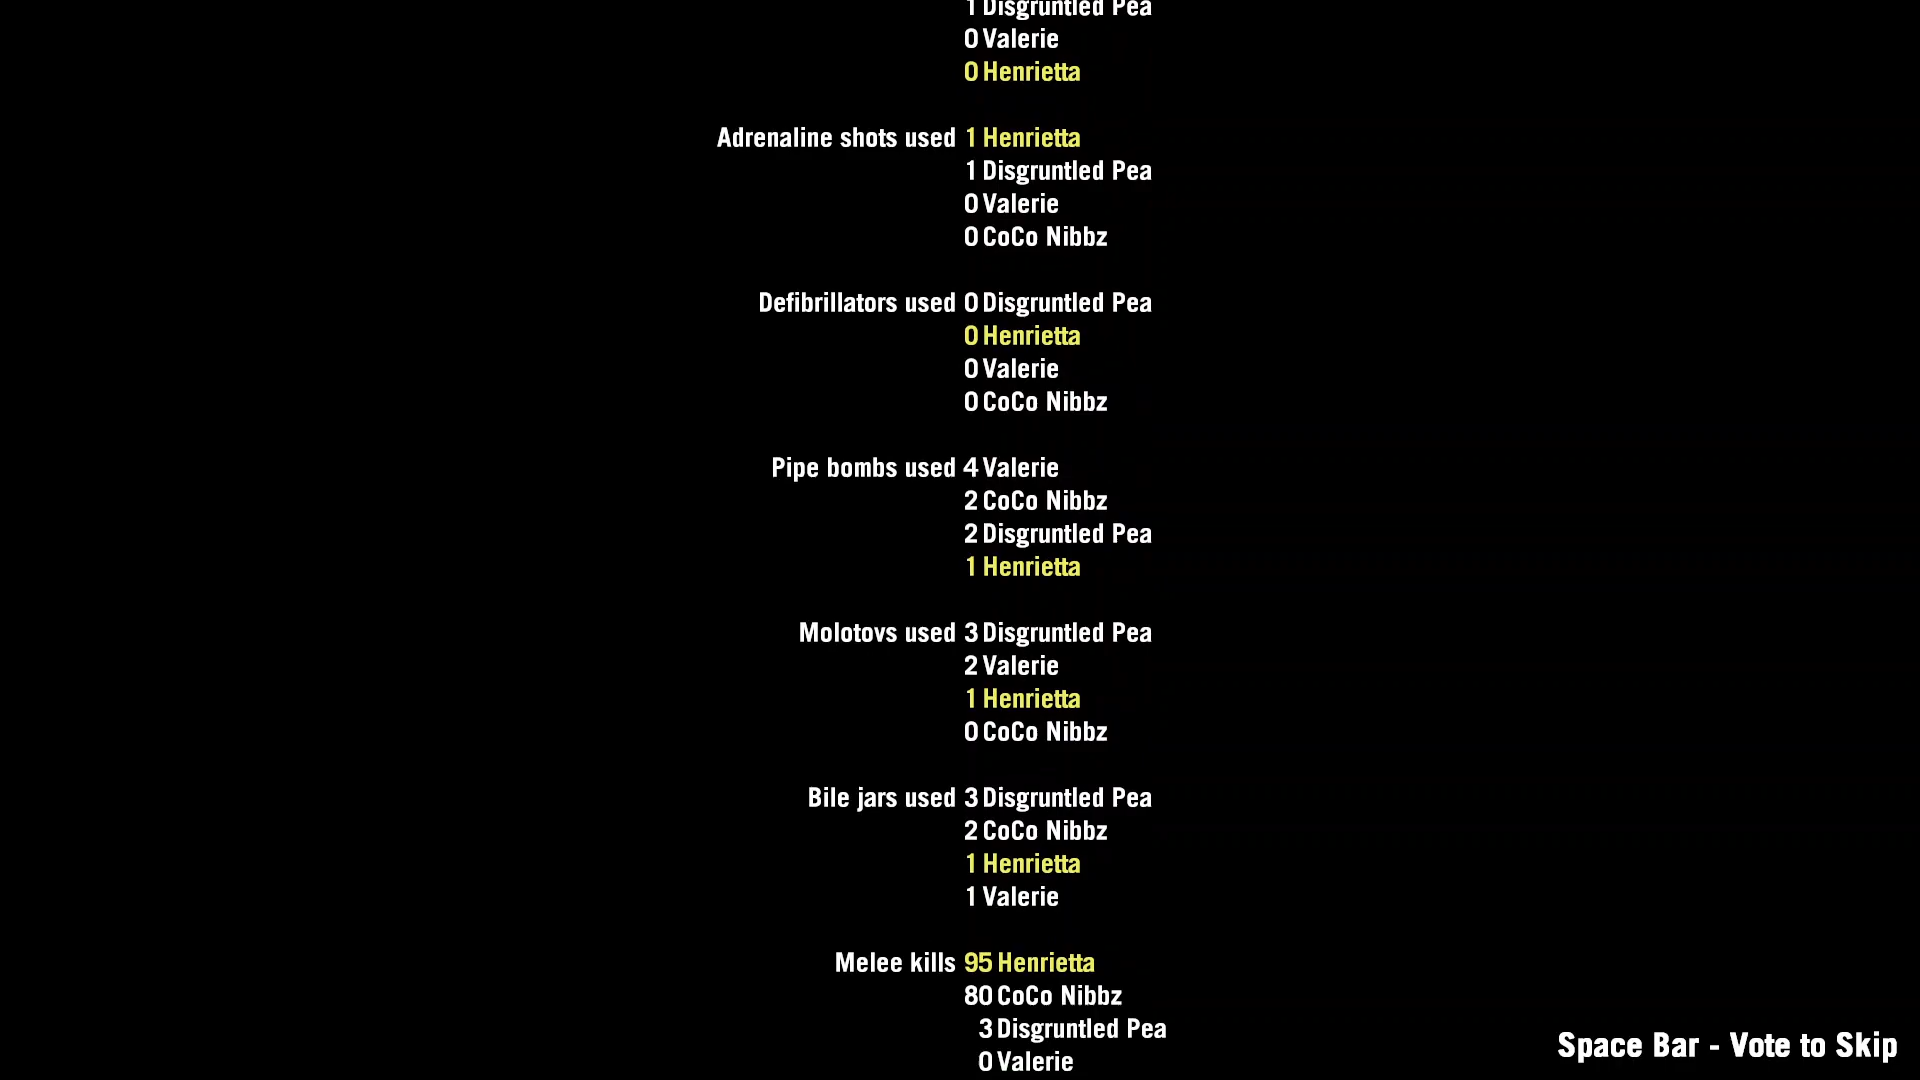 1 Disgruntled Pea
0 Valerie
0 Henrietta
Adrenaline shots used 1 Henrietta
1 Disgruntled Pea
0 Valerie
0 CoCo Nibbz
Defibrillators used 0 Disgruntled Pea
0 Henrietta
0 Valerie
0 CoCo Nibbz
Pipe bombs used 4 Valerie
2 CoCo Nibbz
2 Disgruntled Pea
1 Henrietta
Molotovs used 3 Disgruntled Pea
2 Valerie
1 Henrietta
0 CoCo Nibbz
Bile jars used 3 Disgruntled Pea
2 CoCo Nibbz
1 Henrietta
1 Valerie
Melee kills 95 Henrietta
80 CoCo Nibbz
3 Disgruntled Pea
0 Valerie
Space Bar - Vote to Skip